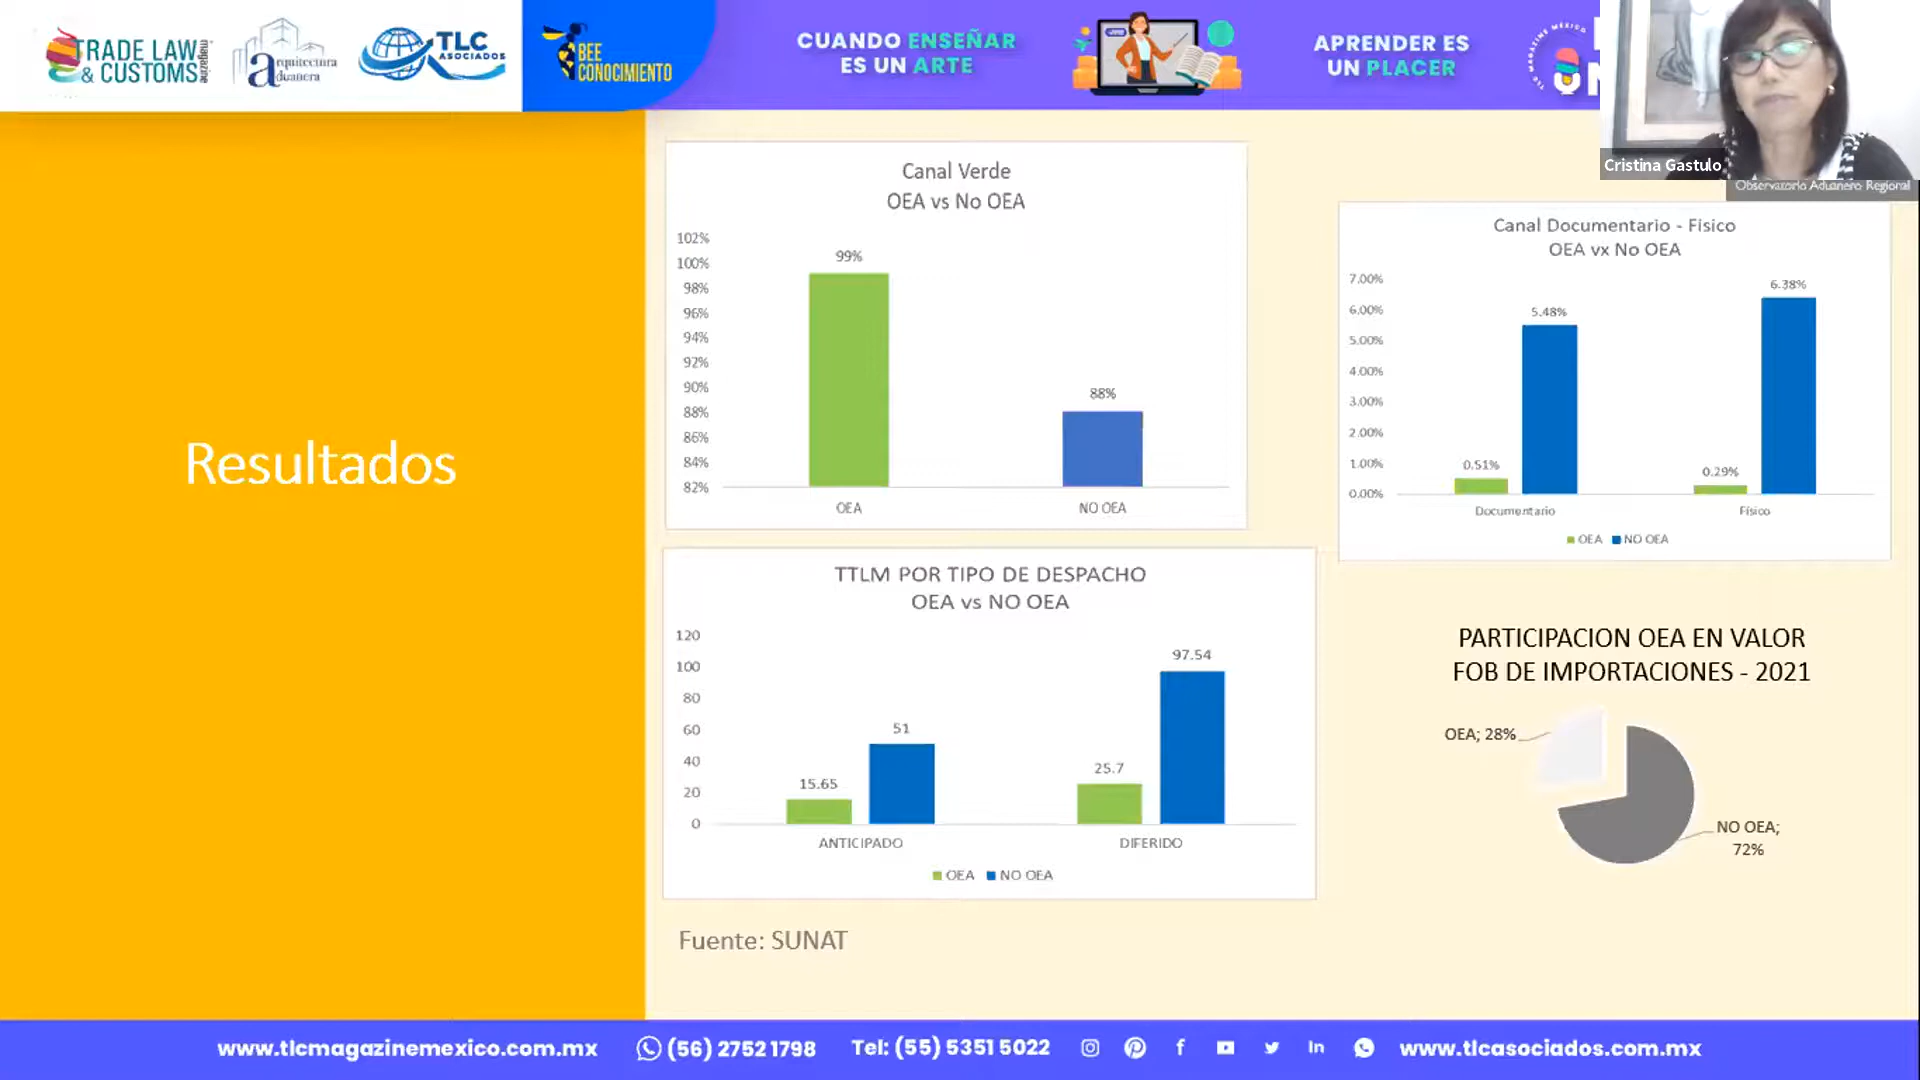 TRADE LAW
& CUSTOMS
magazine
arquitectura
aduanera
TLC
ASOCIADOS
BEE
CONOCIMIENTO
CUANDO ENSEÑAR
ES UN ARTE
APRENDER ES
UN PLACER
TLC MAGAZINE MÉXICO
Cristina Gastulo
Observatorio Aduanero Regional
Resultados
Canal Verde
OEA vs No OEA
102%
100%
98%
96%
94%
92%
90%
88%
86%
84%
82%
99%
88%
OEA
NO OEA
Canal Documentario - Físico
OEA vx No OEA
7.00%
6.00%
5.00%
4.00%
3.00%
2.00%
1.00%
0.00%
0.51%
5.48%
0.29%
6.38%
Documentario
Físico
OEA NO OEA
TTLM POR TIPO DE DESPACHO
OEA vs NO OEA
120
100
80
60
40
20
0
15.65
51
25.7
97.54
ANTICIPADO
DIFERIDO
OEA NO OEA
PARTICIPACION OEA EN VALOR
FOB DE IMPORTACIONES - 2021
OEA; 28%
NO OEA;
72%
Fuente: SUNAT
www.tlcmagazinemexico.com.mx (56) 2752 1798 Tel: (55) 5351 5022 www.tlcasociados.com.mx